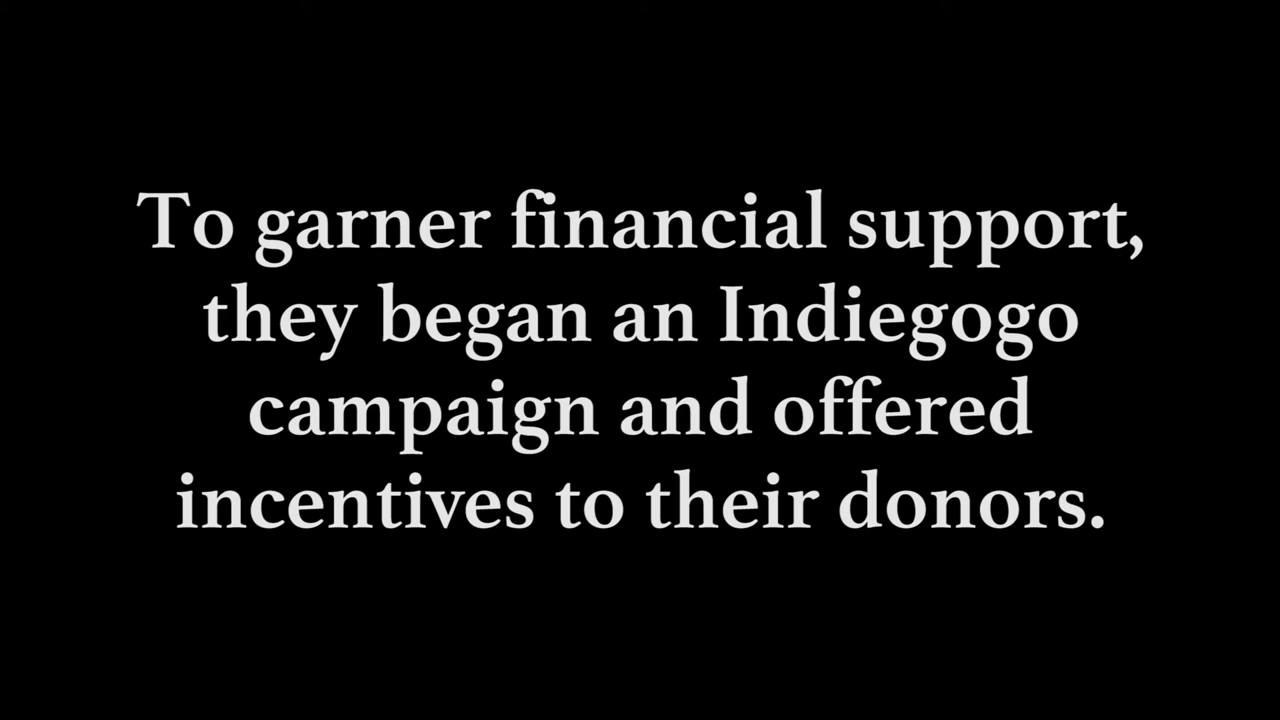 To garner financial support,
they began an Indiegogo
campaign and offered
incentives to their donors.